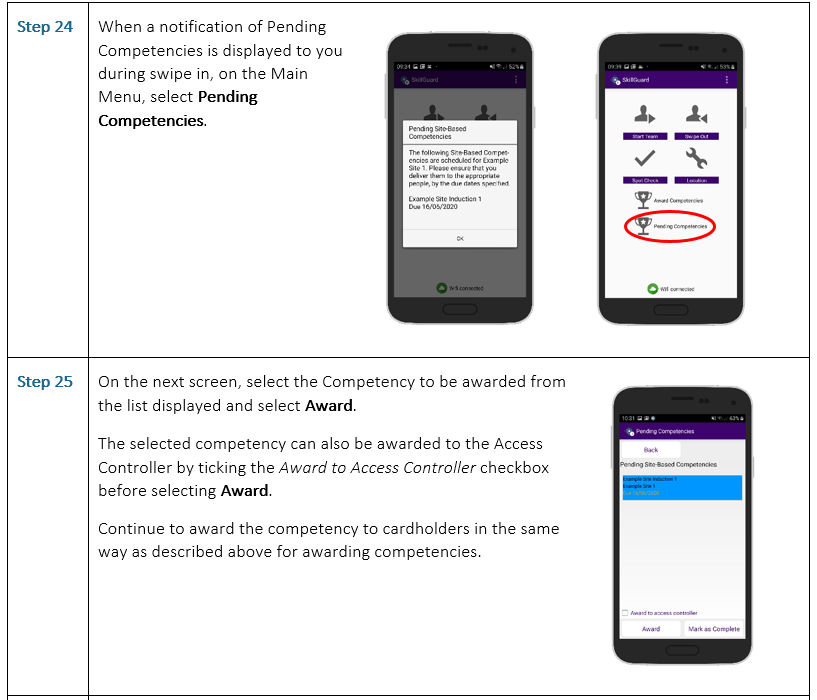 Step 24
When a notification of Pending
Competencies is displayed to you
during swipe in, on the Main
Menu, select Pending
Competencies.
09:34
52%
SkillGuard
Pending Site-Based
Competencies
The following Site-Based Compet-
encies are scheduled for Example
Site 1. Please ensure that you
deliver them to the appropriate
people, by the due dates specified.
Example Site Induction 1
Due 16/06/2020
OK
Wifi connected
09:39
53%
SkillGuard
Start Team
Swipe Out
Spot Check
Location
Award Competencies
Pending Competencies
Wifi connected
Step 25
On the next screen, select the Competency to be awarded from
the list displayed and select Award.
The selected competency can also be awarded to the Access
Controller by ticking the Award to Access Controller checkbox
before selecting Award.
Continue to award the competency to cardholders in the same
way as described above for awarding competencies.
10:31
63%
Pending Competencies
Back
Pending Site-Based Competencies
Example Site Induction 1
Example Site 1
Due 16/06/2020
Award to access controller
Award
Mark as Complete